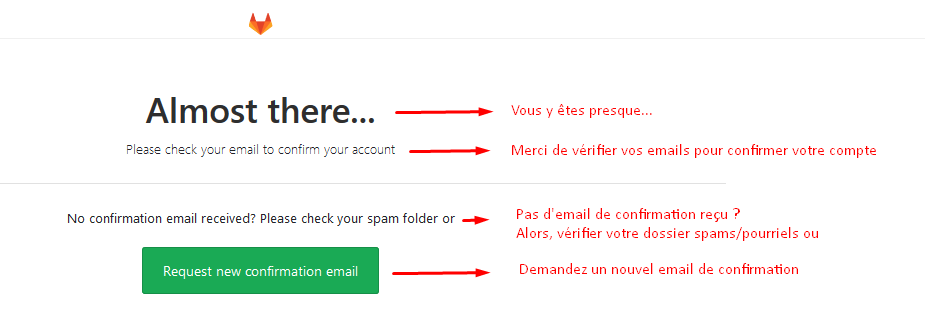 Almost there...
Vous y êtes presque...
Please check your email to confirm your account
Merci de vérifier vos emails pour confirmer votre compte
No confirmation email received? Please check your spam folder or
Pas d'email de confirmation reçu ?
Alors, vérifier votre dossier spams/pourriels ou
Request new confirmation email
Demandez un nouvel email de confirmation